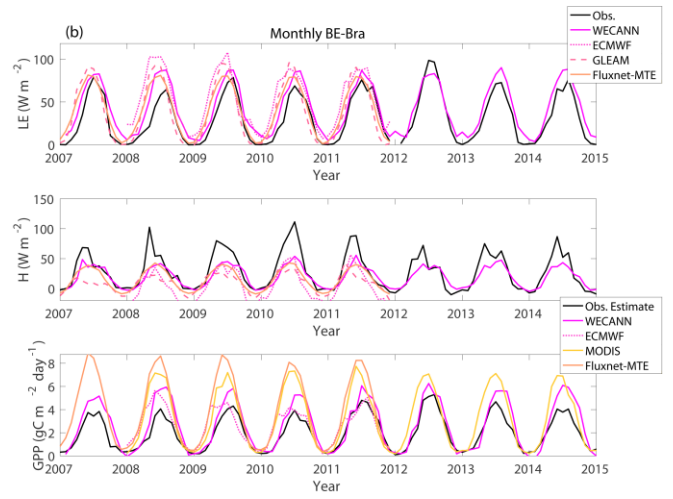 (b)
Monthly BE-Bra
Obs.
WECANN
ECMWF
GLEAM
Fluxnet-MTE
LE (W m⁻²)
100
50
0
2007 2008 2009 2010 2011 2012 2013 2014 2015
Year
H (W m⁻²)
150
100
50
0
2007 2008 2009 2010 2011 2012 2013 2014 2015
Year
Obs. Estimate
WECANN
ECMWF
MODIS
Fluxnet-MTE
GPP (gC m⁻² day⁻¹)
8
6
4
2
0
2007 2008 2009 2010 2011 2012 2013 2014 2015
Year